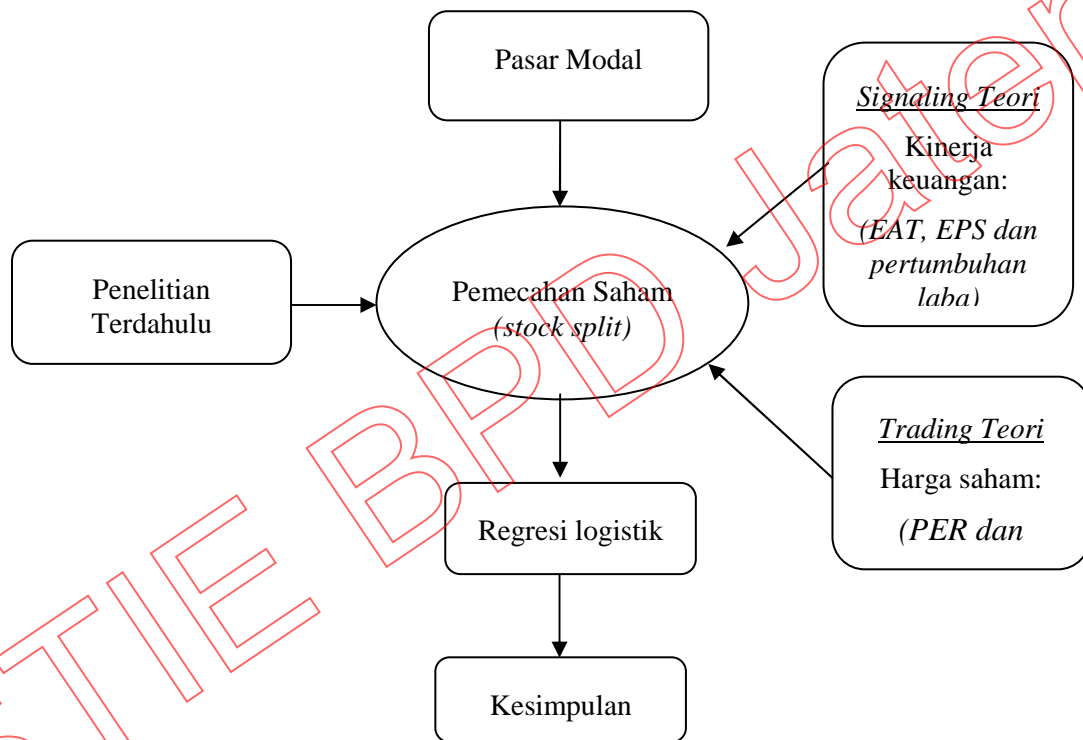 Pasar Modal
Signaling Teori
Kinerja
keuangan:
(EAT, EPS dan
pertumbuhan
laba)
Penelitian
Terdahulu
Pemecahan Saham
(stock split)
Trading Teori
Harga saham:
(PER dan
Regresi logistik
Kesimpulan
STIE BPD Jaten